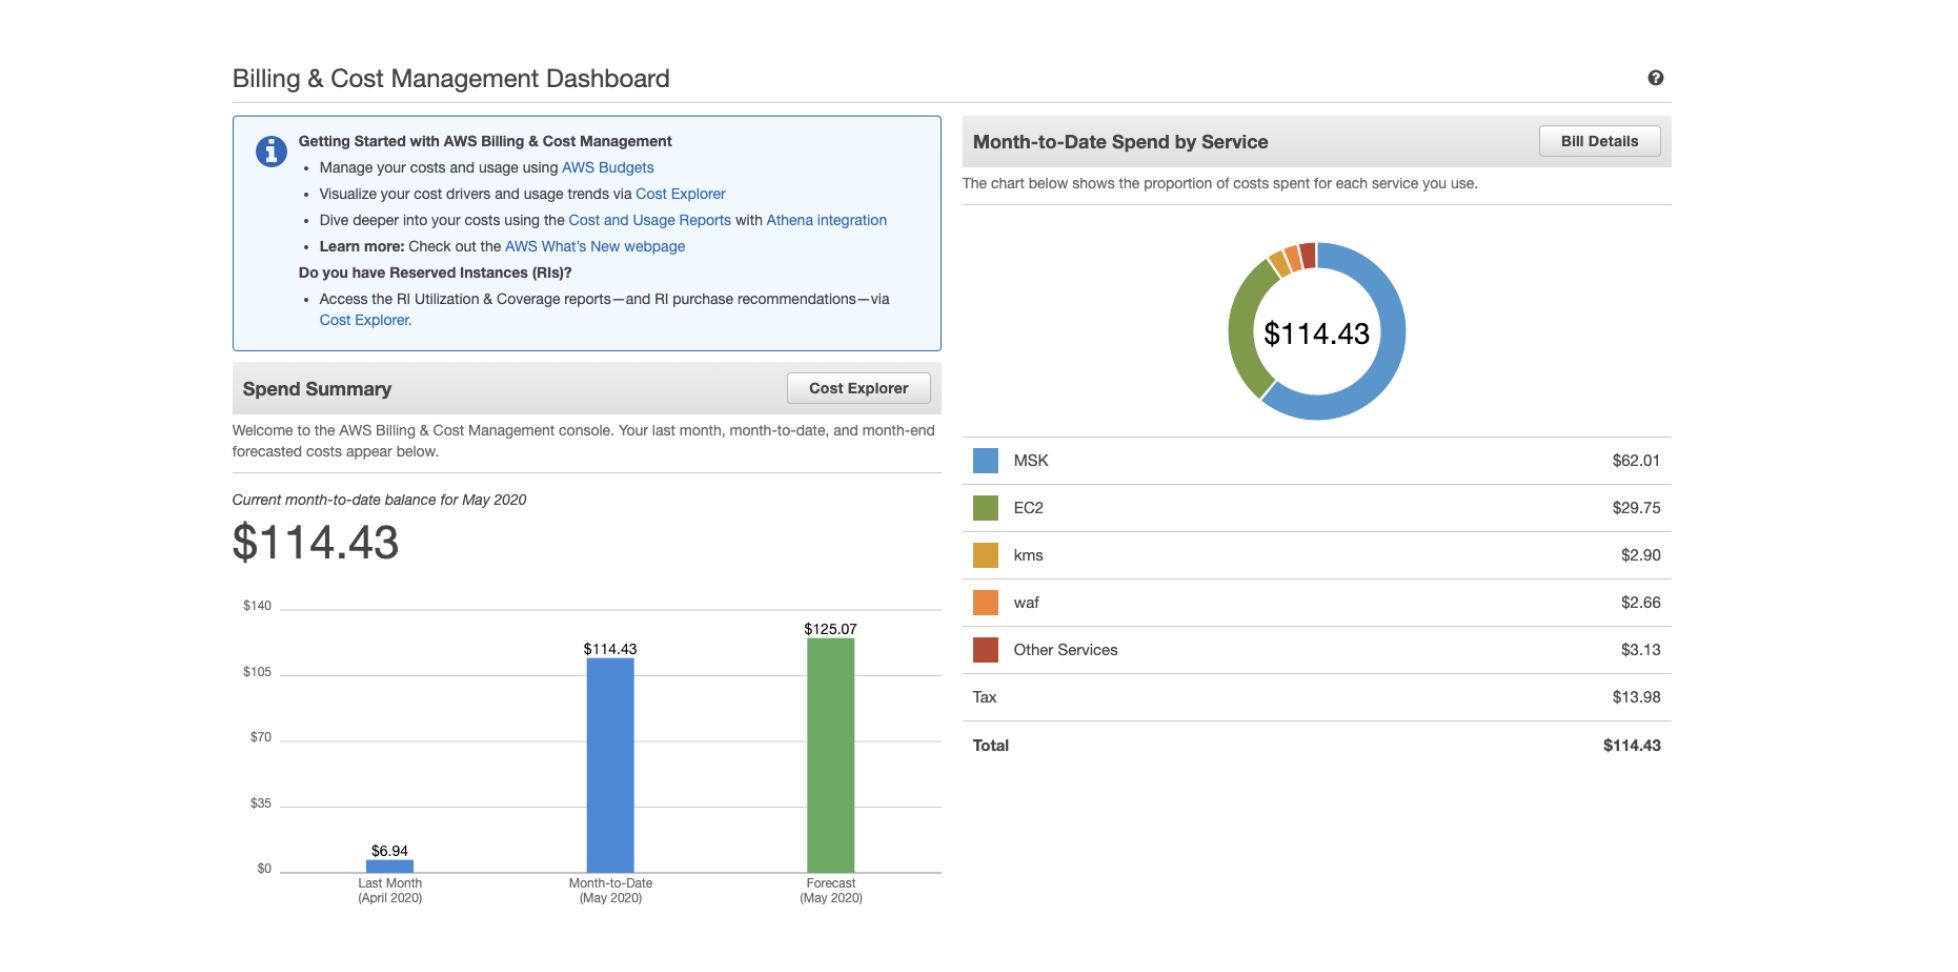 Billing & Cost Management Dashboard
?
Getting Started with AWS Billing & Cost Management
• Manage your costs and usage using AWS Budgets
• Visualize your cost drivers and usage trends via Cost Explorer
• Dive deeper into your costs using the Cost and Usage Reports with Athena integration
• Learn more: Check out the AWS What's New webpage
Do you have Reserved Instances (RIs)?
• Access the RI Utilization & Coverage reports—and RI purchase recommendations—via
Cost Explorer.
Spend Summary
Cost Explorer
Welcome to the AWS Billing & Cost Management console. Your last month, month-to-date, and month-end
forecasted costs appear below.
Current month-to-date balance for May 2020
$114.43
$140
$105
$70
$35
$0
$6.94
$114.43
$125.07
Last Month
(April 2020)
Month-to-Date
(May 2020)
Forecast
(May 2020)
Month-to-Date Spend by Service
Bill Details
The chart below shows the proportion of costs spent for each service you use.
$114.43
MSK $62.01
EC2 $29.75
kms $2.90
waf $2.66
Other Services $3.13
Tax $13.98
Total $114.43